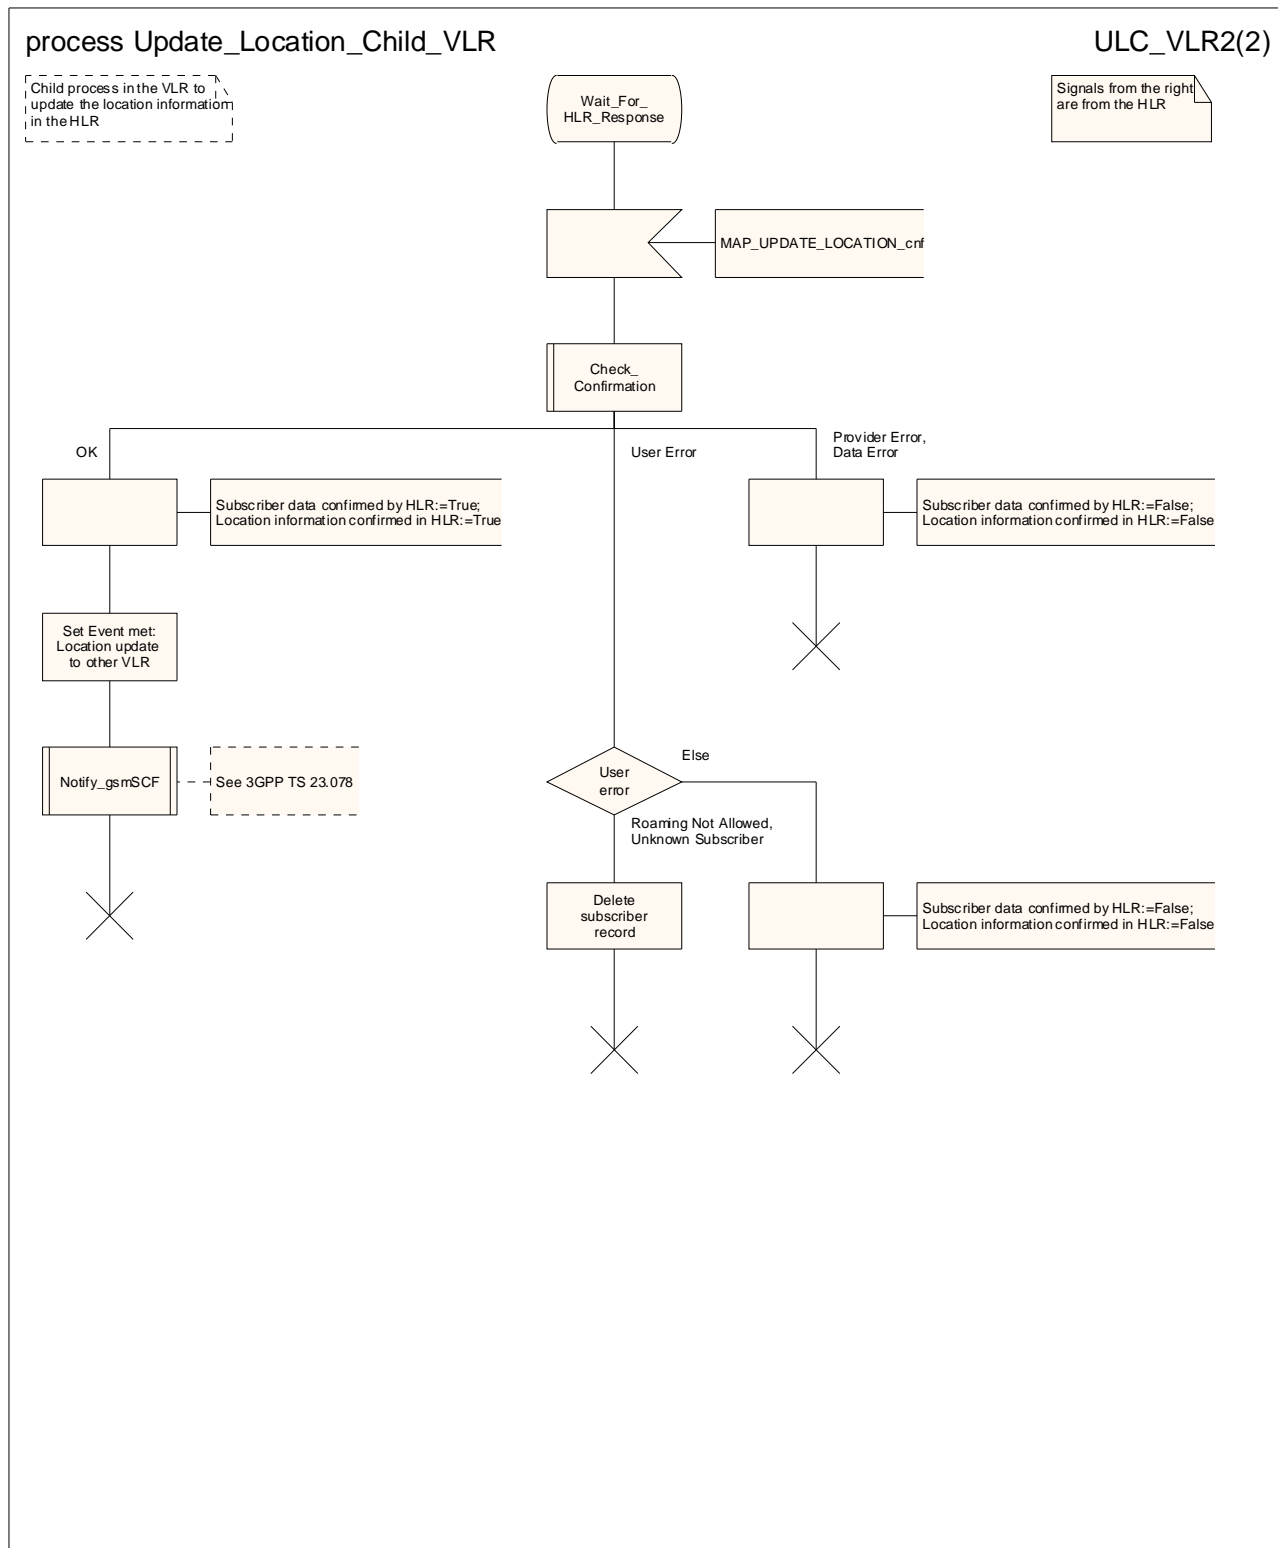 process Update_Location_Child_VLR
ULC_VLR2(2)
Child process in the VLR to
update the location information
in the HLR
Wait_For_
HLR_Response
Signals from the right
are from the HLR
MAP_UPDATE_LOCATION_cnf
Check_
Confirmation
OK
User Error
Provider Error,
Data Error
Subscriber data confirmed by HLR:=True;
Location information confirmed in HLR:=True
Subscriber data confirmed by HLR:=False;
Location information confirmed in HLR:=False
Set Event met:
Location update
to other VLR
Notify_gsmSCF
See 3GPP TS 23.078
User
error
Else
Roaming Not Allowed,
Unknown Subscriber
Delete
subscriber
record
Subscriber data confirmed by HLR:=False;
Location information confirmed in HLR:=False